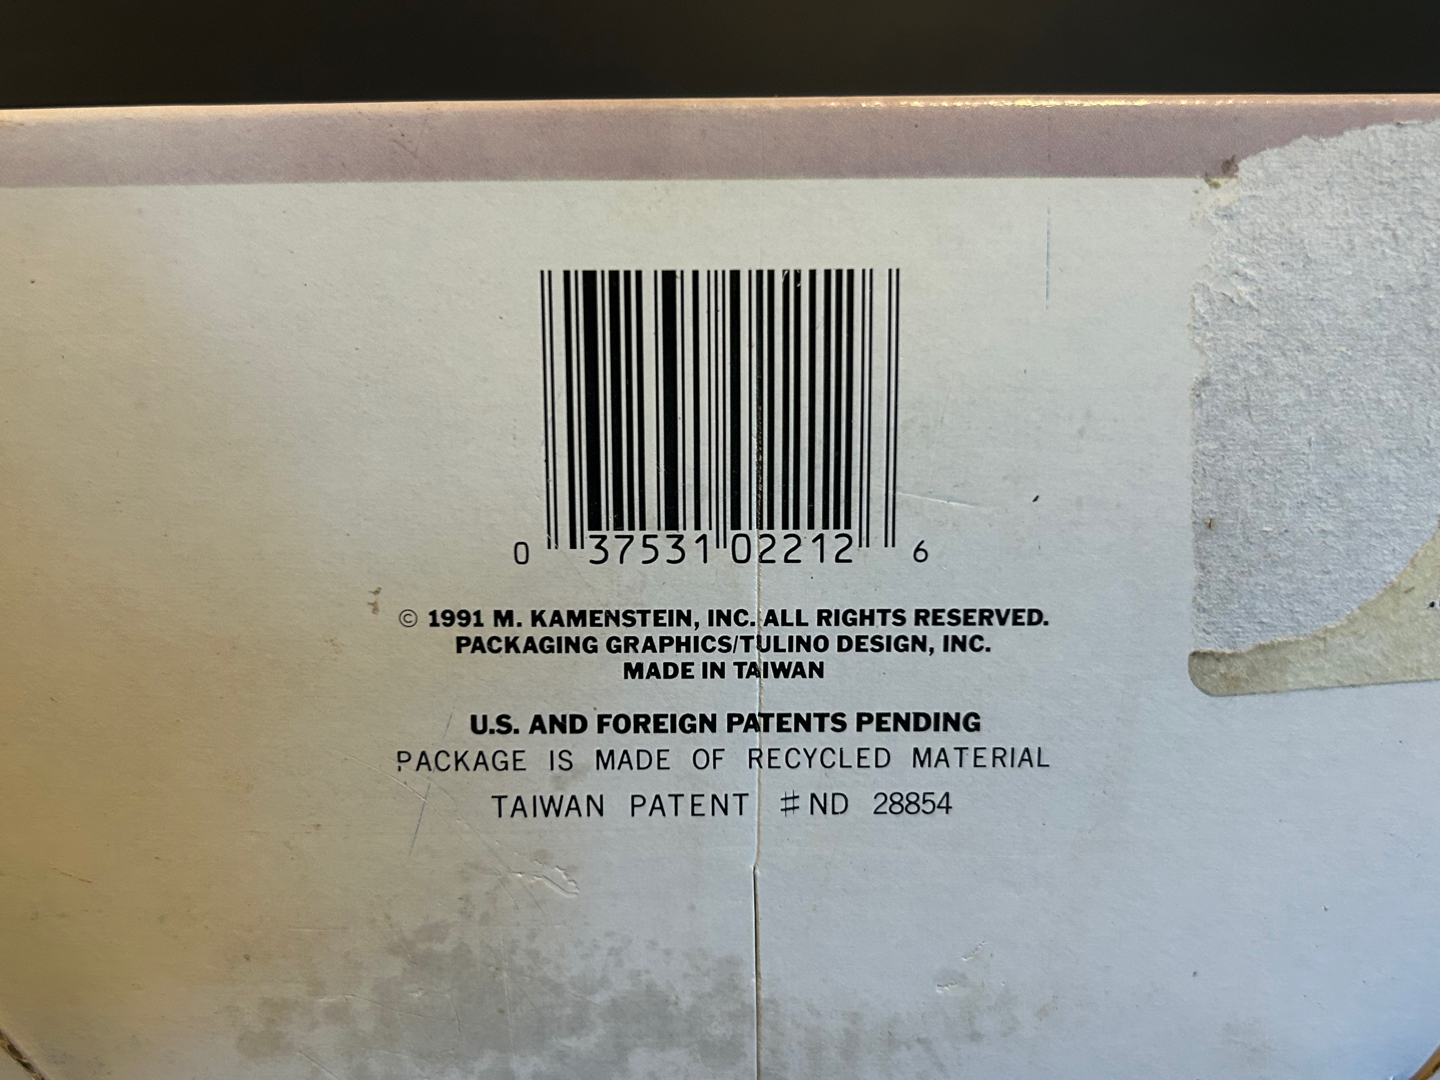 0 37531 02212 6
© 1991 M. KAMENSTEIN, INC. ALL RIGHTS RESERVED.
PACKAGING GRAPHICS/TULINO DESIGN, INC.
MADE IN TAIWAN
U.S. AND FOREIGN PATENTS PENDING
PACKAGE IS MADE OF RECYCLED MATERIAL
TAIWAN PATENT #ND 28854